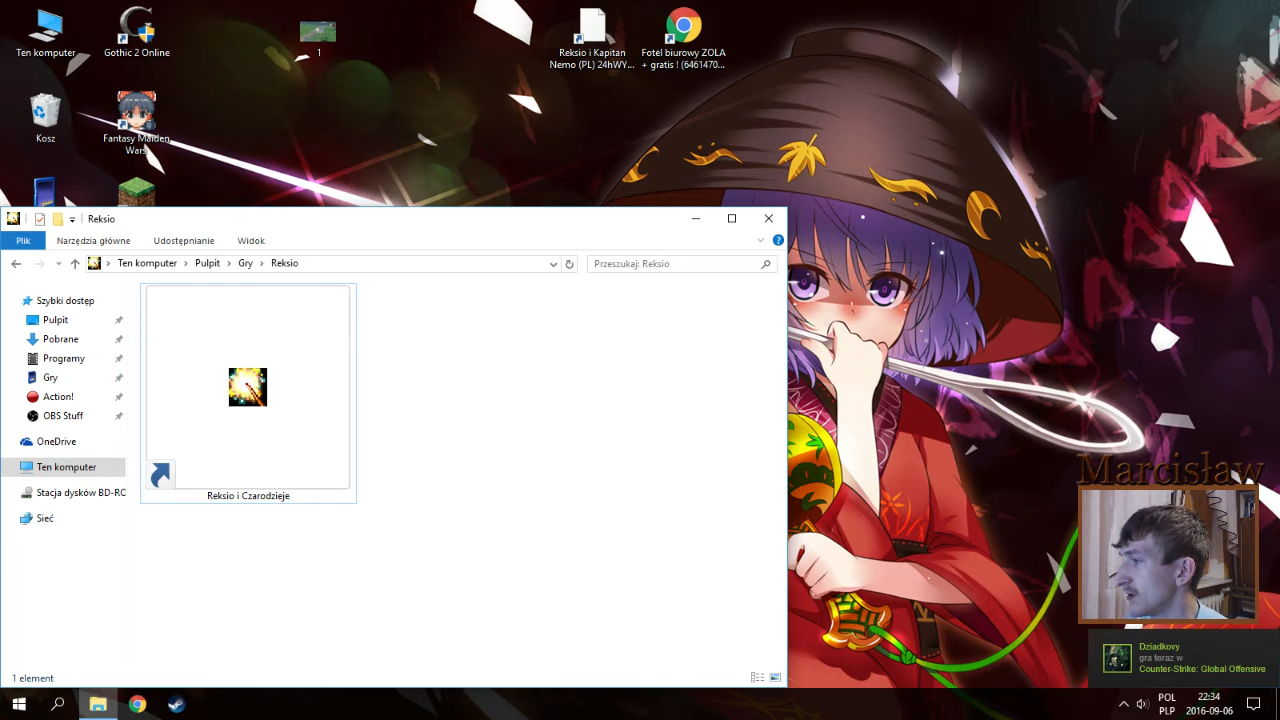 Ten komputer
Gothic 2 Online
1
Reksio i Kapitan
Nemo (PL) 24hWY...
Fotel biurowy ZOLA
+ gratis ! (6461470...
Kosz
Fantasy Maiden
Wars
Reksio
Plik
Narzędzia główne
Udostępnianie
Widok
Ten komputer
Pulpit
Gry
Reksio
Przeszukaj: Reksio
Szybki dostęp
Pulpit
Pobrane
Programy
Gry
Action!
OBS Stuff
OneDrive
Ten komputer
Stacja dysków BD-RC
Sieć
Reksio i Czarodzieje
1 element
Marcisław
Dziadkovy
gra teraz w
Counter-Strike: Global Offensive
POL
PLP
22:34
2016-09-06